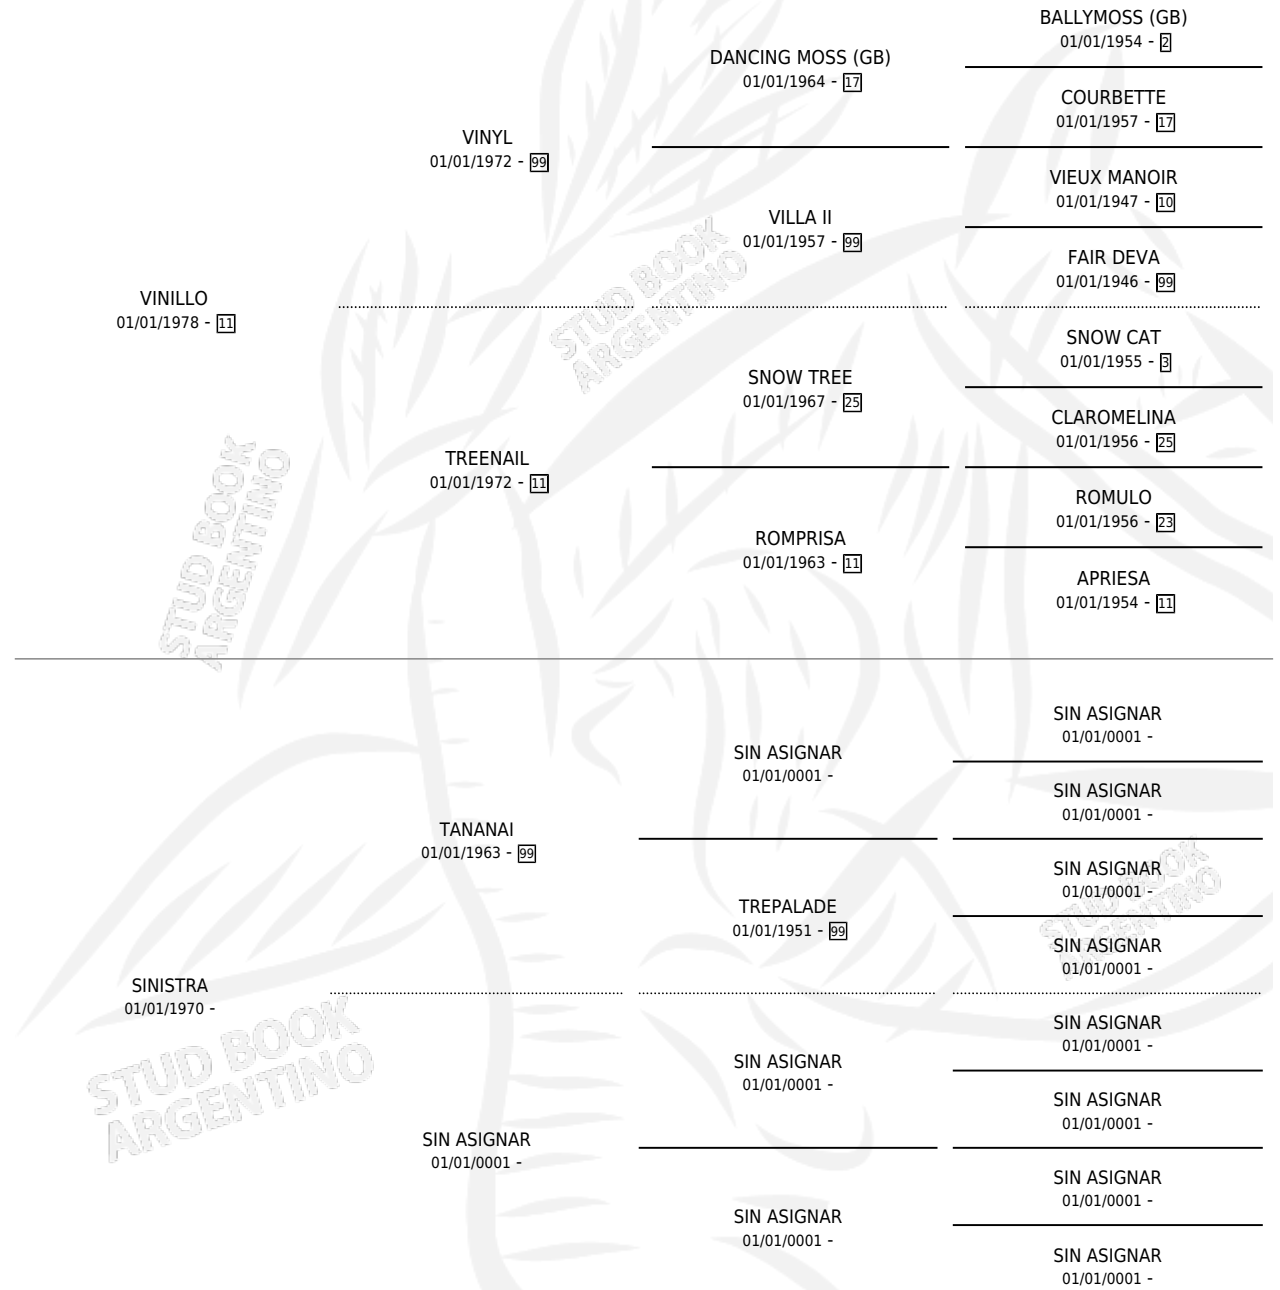 BALLYMOSS (GB)
01/01/1954 - 2
DANCING MOSS (GB)
01/01/1964 - 17
COURBETTE
01/01/1957 - 17
VINYL
01/01/1972 - 99
VIEUX MANOIR
01/01/1947 - 10
VILLA II
01/01/1957 - 99
FAIR DEVA
01/01/1946 - 99
VINILLO
01/01/1978 - 11
SNOW CAT
01/01/1955 - 3
SNOW TREE
01/01/1967 - 25
CLAROMELINA
01/01/1956 - 25
TREENAIL
01/01/1972 - 11
ROMULO
01/01/1956 - 23
ROMPRISA
01/01/1963 - 11
APRIESA
01/01/1954 - 11
STUD BOOK
ARGENTINO
STUD BOOK
ARGENTINO
SIN ASIGNAR
01/01/0001 -
SIN ASIGNAR
01/01/0001 -
SIN ASIGNAR
01/01/0001 -
TANANAI
01/01/1963 - 99
SIN ASIGNAR
01/01/0001 -
TREPALADE
01/01/1951 - 99
SIN ASIGNAR
01/01/0001 -
SINISTRA
01/01/1970 -
SIN ASIGNAR
01/01/0001 -
SIN ASIGNAR
01/01/0001 -
SIN ASIGNAR
01/01/0001 -
SIN ASIGNAR
01/01/0001 -
SIN ASIGNAR
01/01/0001 -
SIN ASIGNAR
01/01/0001 -
SIN ASIGNAR
01/01/0001 -
STUD BOOK
ARGENTINO
STUD BOOK
ARGENTINO